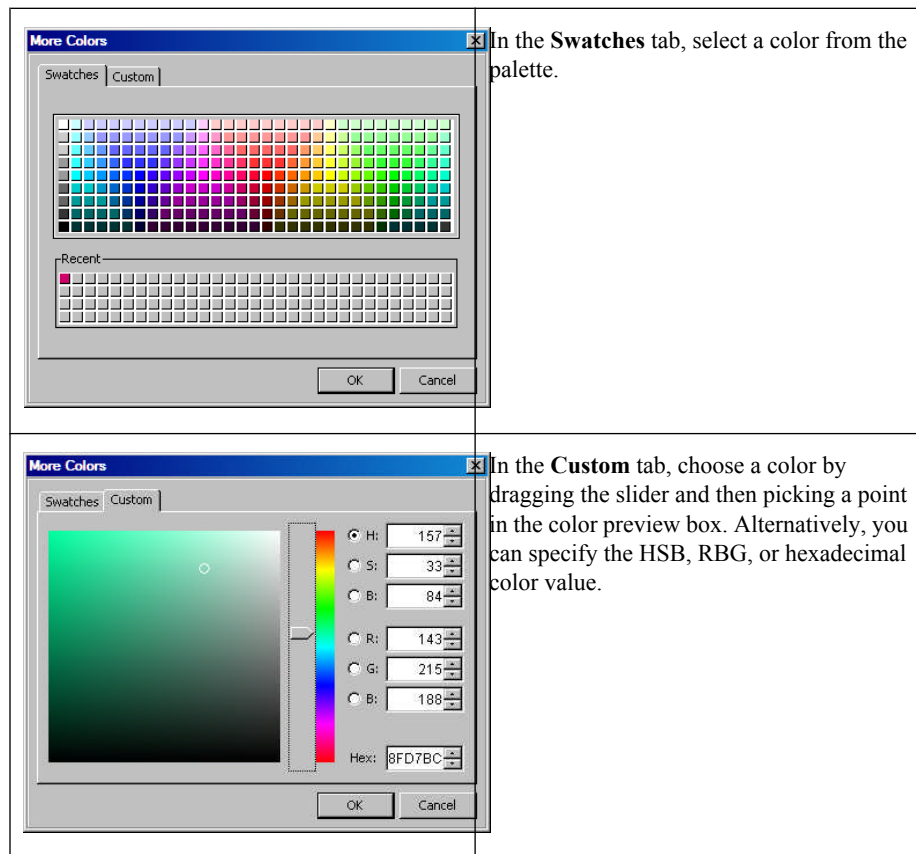 More Colors
Swatches Custom
Recent
OK Cancel
In the Swatches tab, select a color from the
palette.
More Colors
Swatches Custom
H: 157
S: 33
B: 84
R: 143
G: 215
B: 188
Hex: 8FD7BC
OK Cancel
In the Custom tab, choose a color by
dragging the slider and then picking a point
in the color preview box. Alternatively, you
can specify the HSB, RBG, or hexadecimal
color value.